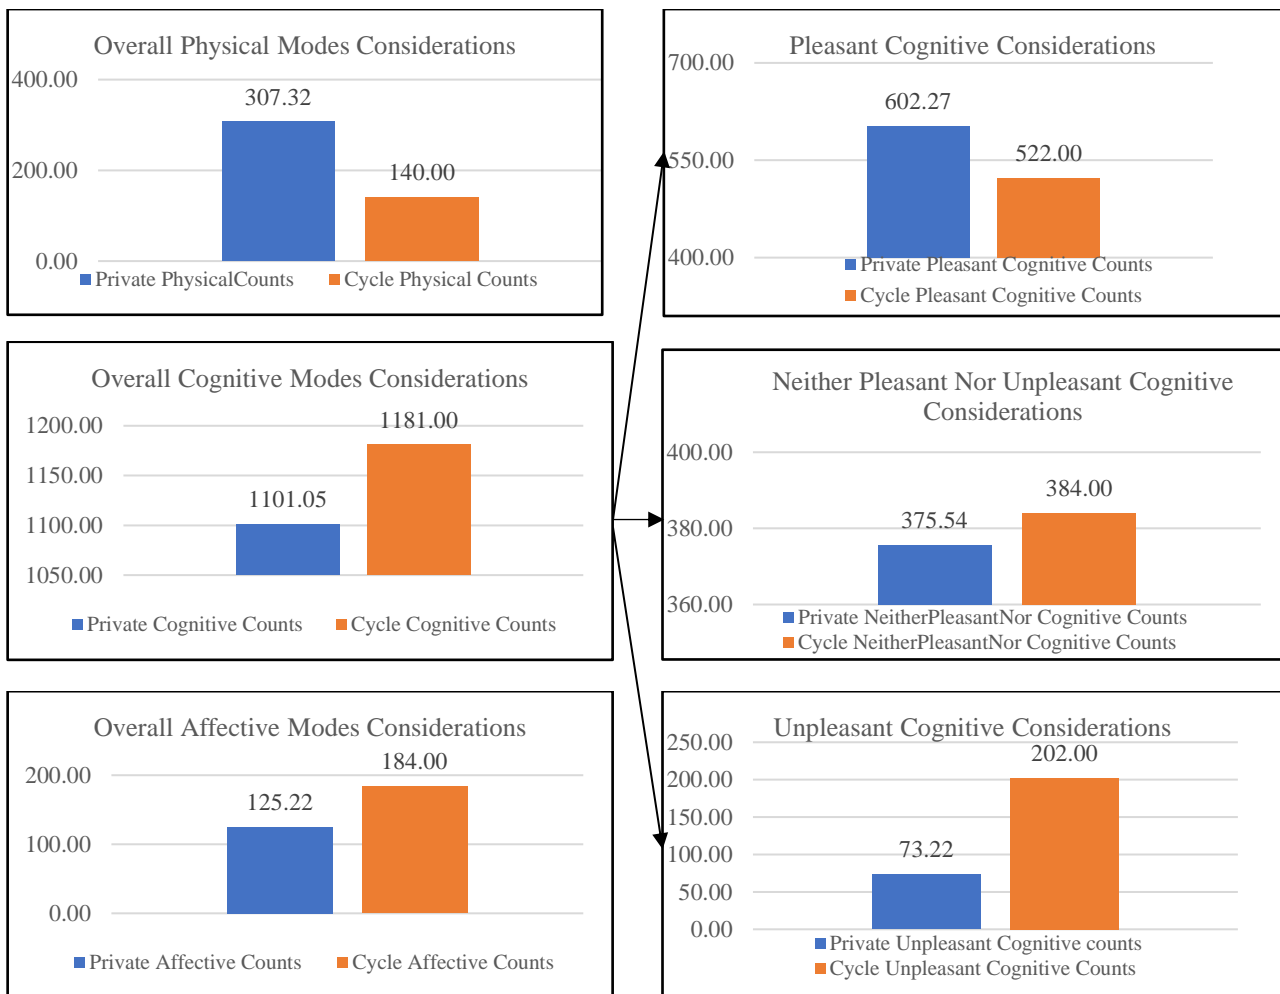 Overall Physical Modes Considerations
400.00
307.32
200.00
140.00
0.00
Private PhysicalCounts
Cycle Physical Counts
Overall Cognitive Modes Considerations
1200.00
1181.00
1150.00
1101.05
1100.00
1050.00
Private Cognitive Counts
Cycle Cognitive Counts
Overall Affective Modes Considerations
200.00
184.00
125.22
100.00
0.00
Private Affective Counts
Cycle Affective Counts
Pleasant Cognitive Considerations
700.00
602.27
550.00
522.00
400.00
Private Pleasant Cognitive Counts
Cycle Pleasant Cognitive Counts
Neither Pleasant Nor Unpleasant Cognitive
Considerations
400.00
384.00
380.00
375.54
360.00
Private NeitherPleasantNor Cognitive Counts
Cycle NeitherPleasantNor Cognitive Counts
Unpleasant Cognitive Considerations
250.00
202.00
200.00
150.00
100.00
73.22
50.00
0.00
Private Unpleasant Cognitive counts
Cycle Unpleasant Cognitive Counts